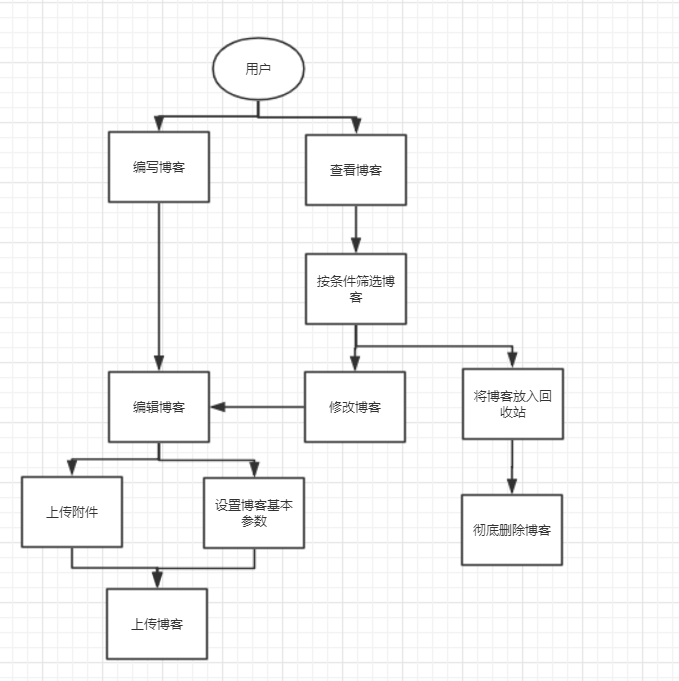 用户
编写博客
查看博客
按条件筛选博
客
编辑博客
修改博客
将博客放入回
收站
上传附件
设置博客基本
参数
彻底删除博客
上传博客